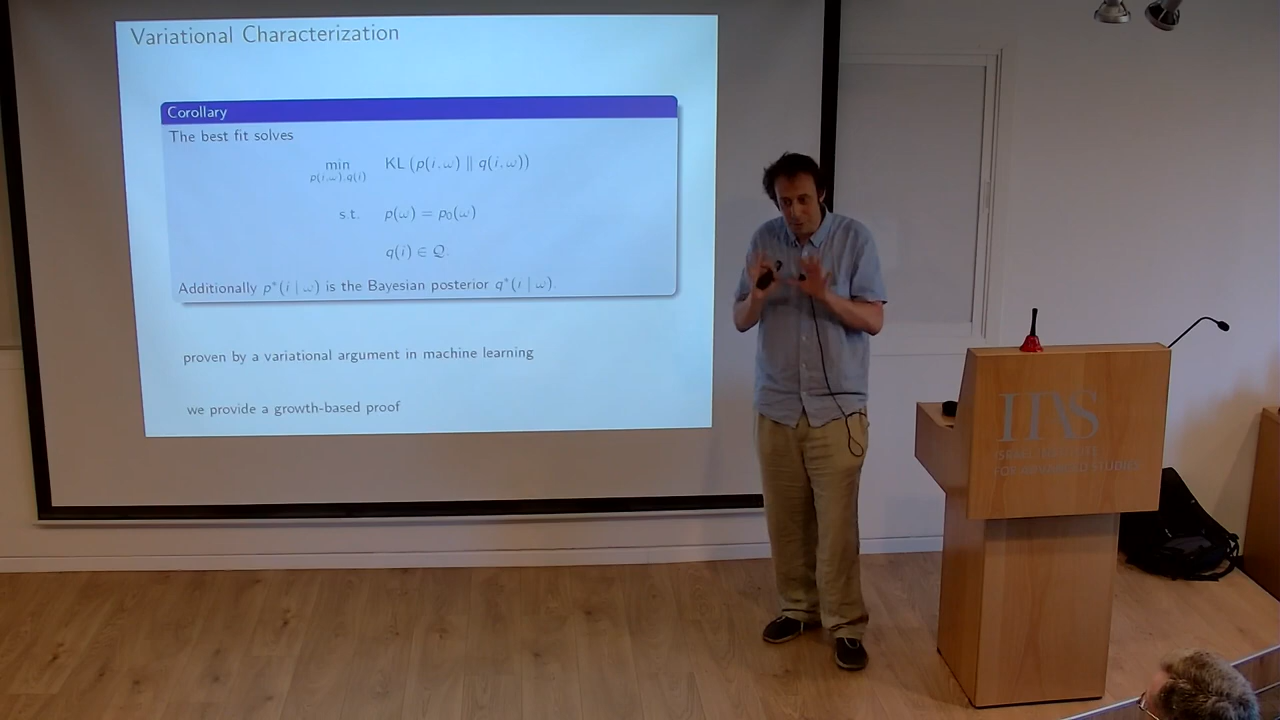 Variational Characterization
Corollary
The best fit solves
min KL (p(i, ω) ∥ q(i, ω))
p(i,ω),q(i)
s.t. p(ω) = p₀(ω)
q(i) ∈ Q.
Additionally p*(i | ω) is the Bayesian posterior q*(i | ω).
proven by a variational argument in machine learning
we provide a growth-based proof
IIAS
ISRAEL INSTITUTE
FOR ADVANCED STUDIES